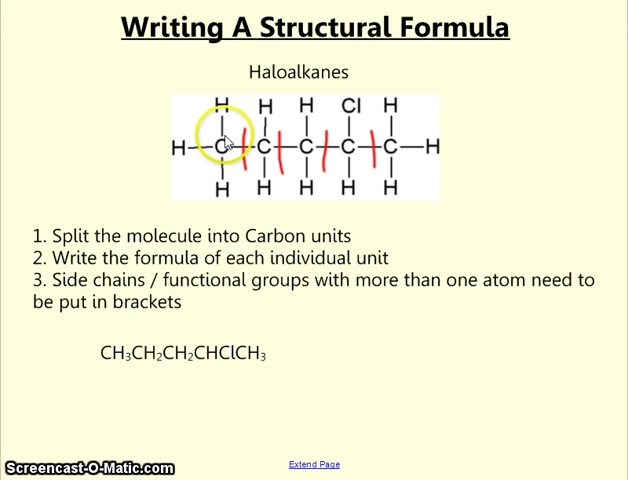 Writing A Structural Formula
Haloalkanes
H H H Cl H
H C C C C C H
H H H H H
1. Split the molecule into Carbon units
2. Write the formula of each individual unit
3. Side chains / functional groups with more than one atom need to
be put in brackets
CH₃CH₂CH₂CHClCH₃
Extend Page
Screencast-O-Matic.com